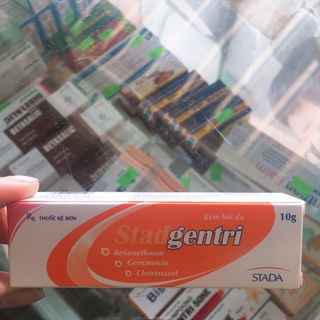 Rx THUỐC KÊ ĐƠN
Kem bôi da
10g
Stadgentri
Betamethason
Gentamicin
Clotrimazol
STADA